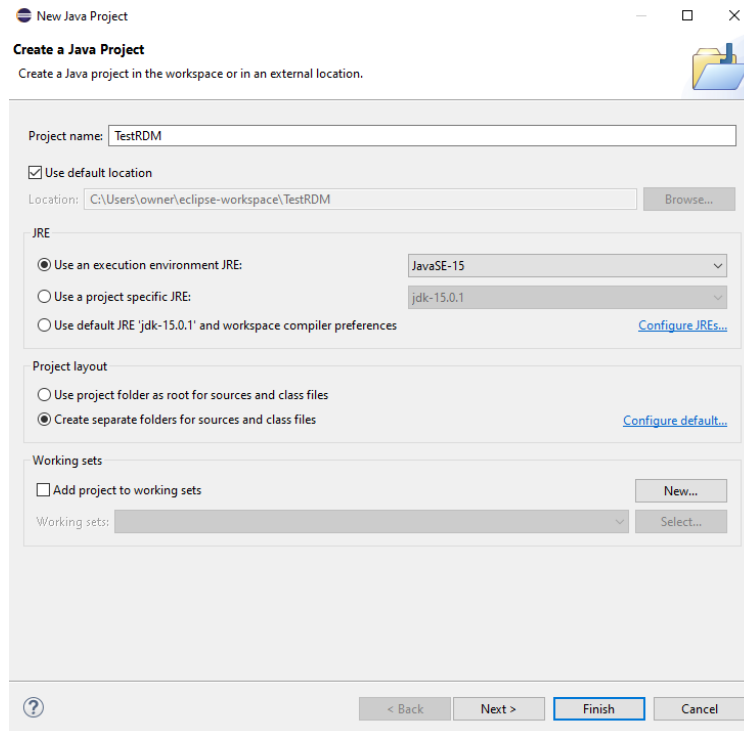 New Java Project
Create a Java Project
Create a Java project in the workspace or in an external location.
Project name: TestRDM
Use default location
Location: C:\Users\owner\eclipse-workspace\TestRDM Browse...
JRE
Use an execution environment JRE: JavaSE-15
Use a project specific JRE: jdk-15.0.1
Use default JRE 'jdk-15.0.1' and workspace compiler preferences Configure JREs...
Project layout
Use project folder as root for sources and class files
Create separate folders for sources and class files Configure default...
Working sets
Add project to working sets New...
Working sets: Select...
? < Back Next > Finish Cancel